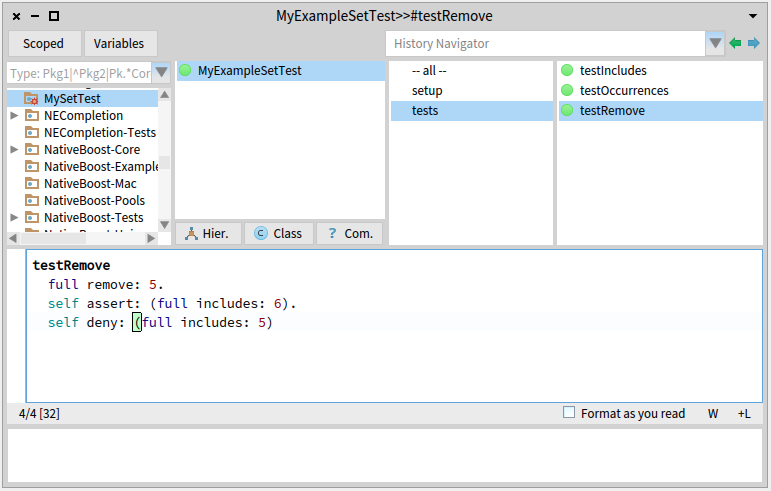 MyExampleSetTest>>#testRemove
Scoped
Variables
History Navigator
Type: Pkg1|^Pkg2|Pk.*Cor
MySetTest
NECompletion
NECompletion-Tests
NativeBoost-Core
NativeBoost-Example
NativeBoost-Mac
NativeBoost-Pools
NativeBoost-Tests
MyExampleSetTest
-- all --
setup
tests
testIncludes
testOccurrences
testRemove
Hier.
C Class
? Com.
testRemove
full remove: 5.
self assert: (full includes: 6).
self deny: (full includes: 5)
4/4 [32]
Format as you read
W
+L